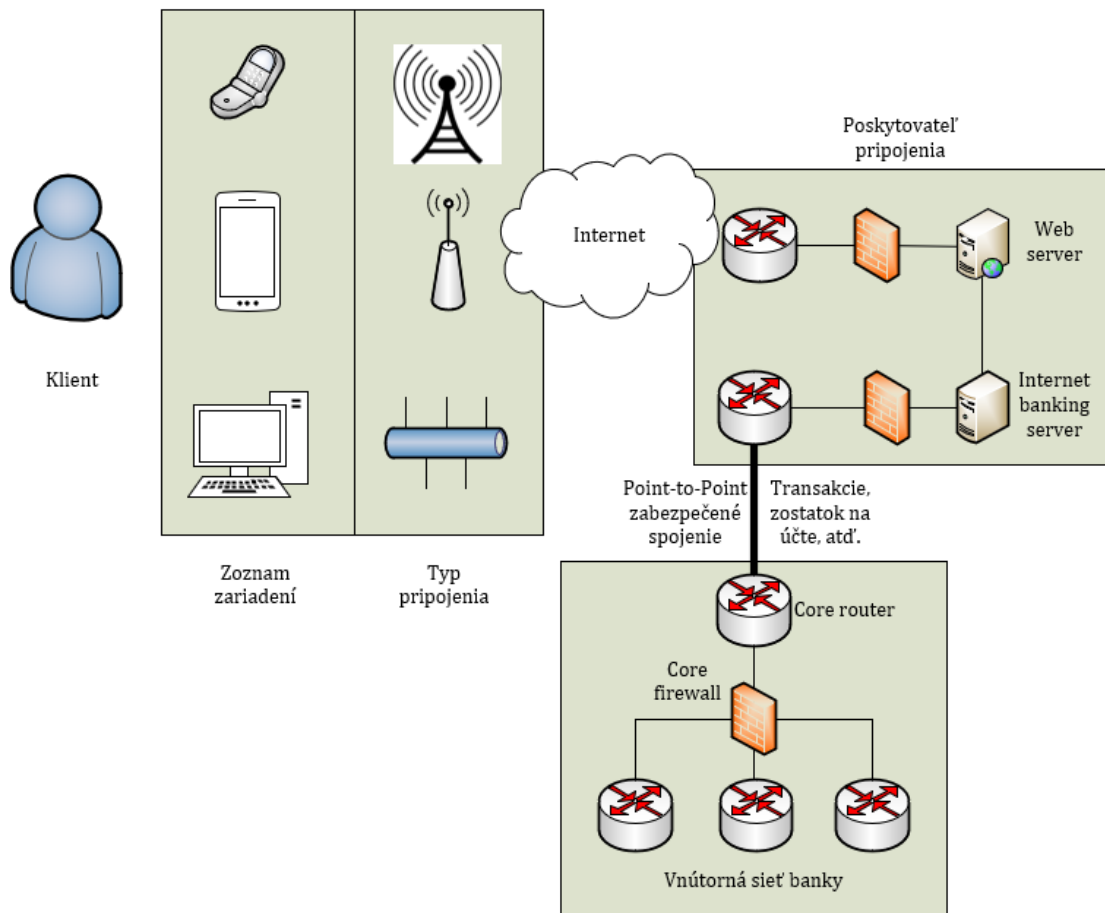 Poskytovateľ
pripojenia
Internet
Web
server
Klient
Internet
banking
server
Point-to-Point
zabezpečené
spojenie
Transakcie,
zostatok na
účte, atď.
Zoznam
zariadení
Typ
pripojenia
Core router
Core
firewall
Vnútorná sieť banky